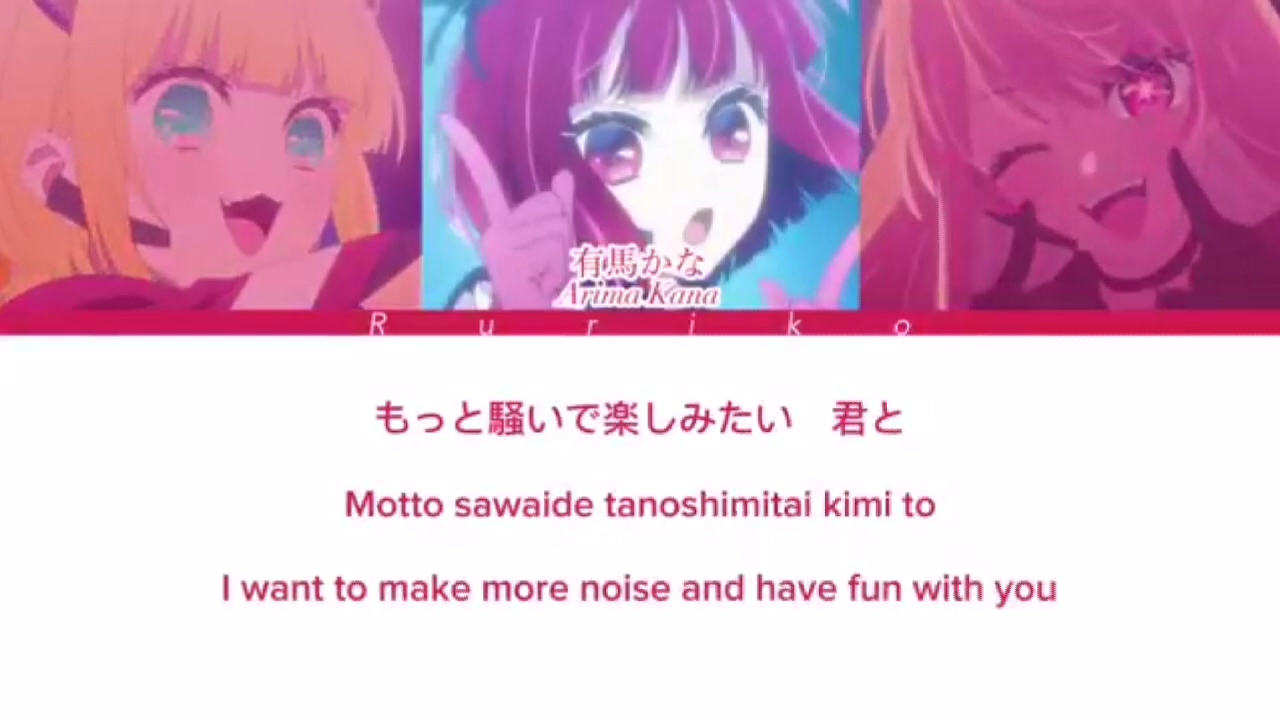 有馬かな
Arima Kana
Ruriko
もっと騒いで楽しみたい　君と
Motto sawaide tanoshimitai kimi to
I want to make more noise and have fun with you